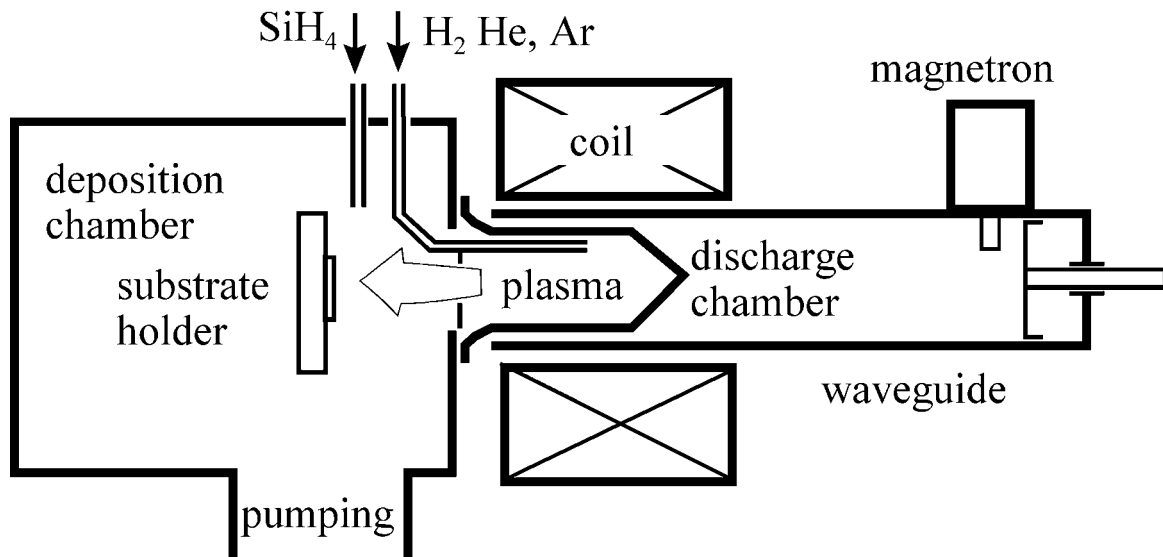 SiH₄
H₂ He, Ar
magnetron
coil
deposition
chamber
substrate
holder
plasma
discharge
chamber
waveguide
pumping